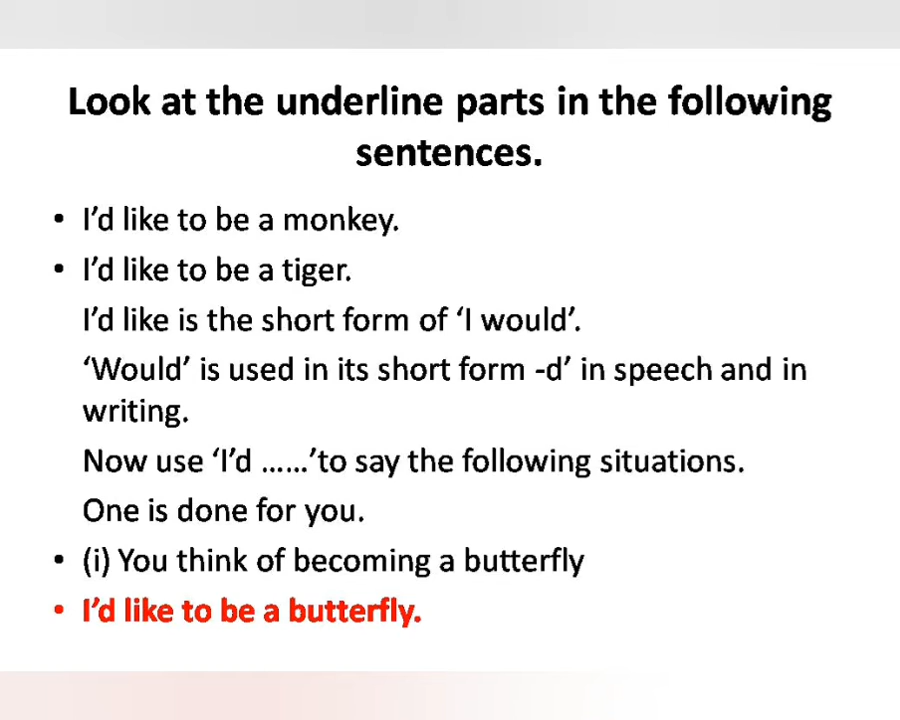 Look at the underline parts in the following
sentences.
• I’d like to be a monkey.
• I’d like to be a tiger.
I’d like is the short form of ‘I would’.
‘Would’ is used in its short form -d’ in speech and in
writing.
Now use ‘I’d ......’to say the following situations.
One is done for you.
• (i) You think of becoming a butterfly
• I’d like to be a butterfly.